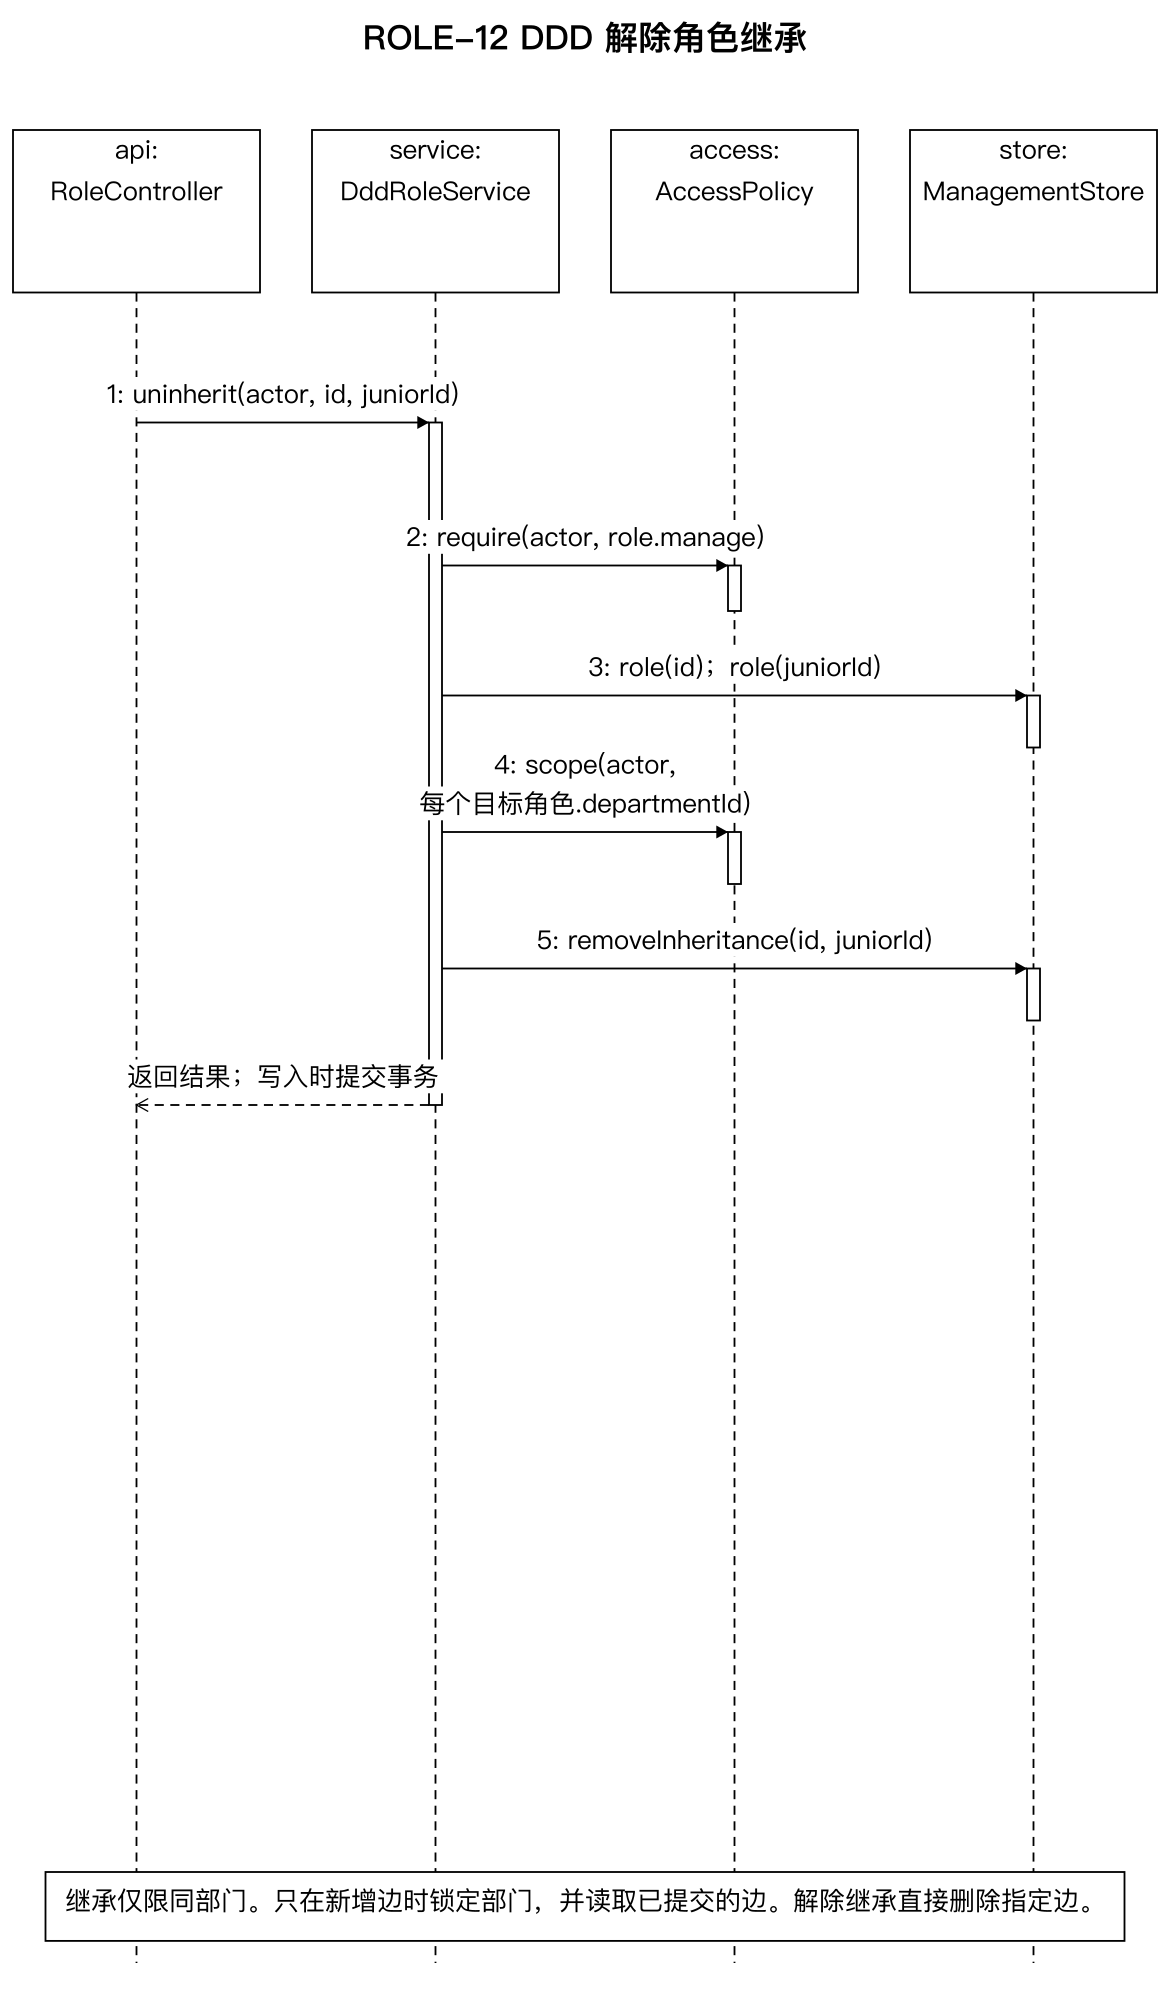 ROLE-12 DDD 解除角色继承
api:
RoleController
service:
DddRoleService
access:
AccessPolicy
store:
ManagementStore
1: uninherit(actor, id, juniorId)
2: require(actor, role.manage)
3: role(id)；role(juniorId)
4: scope(actor,
每个目标角色.departmentId)
5: removeInheritance(id, juniorId)
返回结果；写入时提交事务
继承仅限同部门。只在新增边时锁定部门，并读取已提交的边。解除继承直接删除指定边。